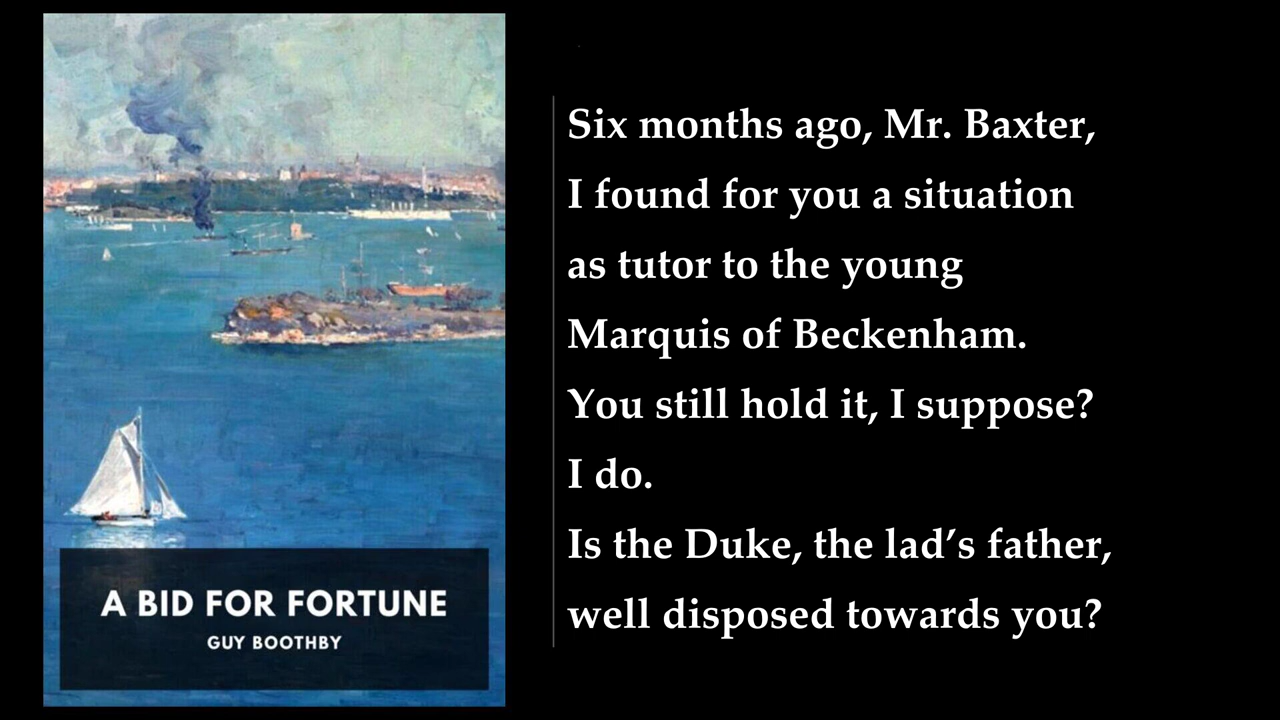 A BID FOR FORTUNE
GUY BOOTHBY
Six months ago, Mr. Baxter,
I found for you a situation
as tutor to the young
Marquis of Beckenham.
You still hold it, I suppose?
I do.
Is the Duke, the lad’s father,
well disposed towards you?